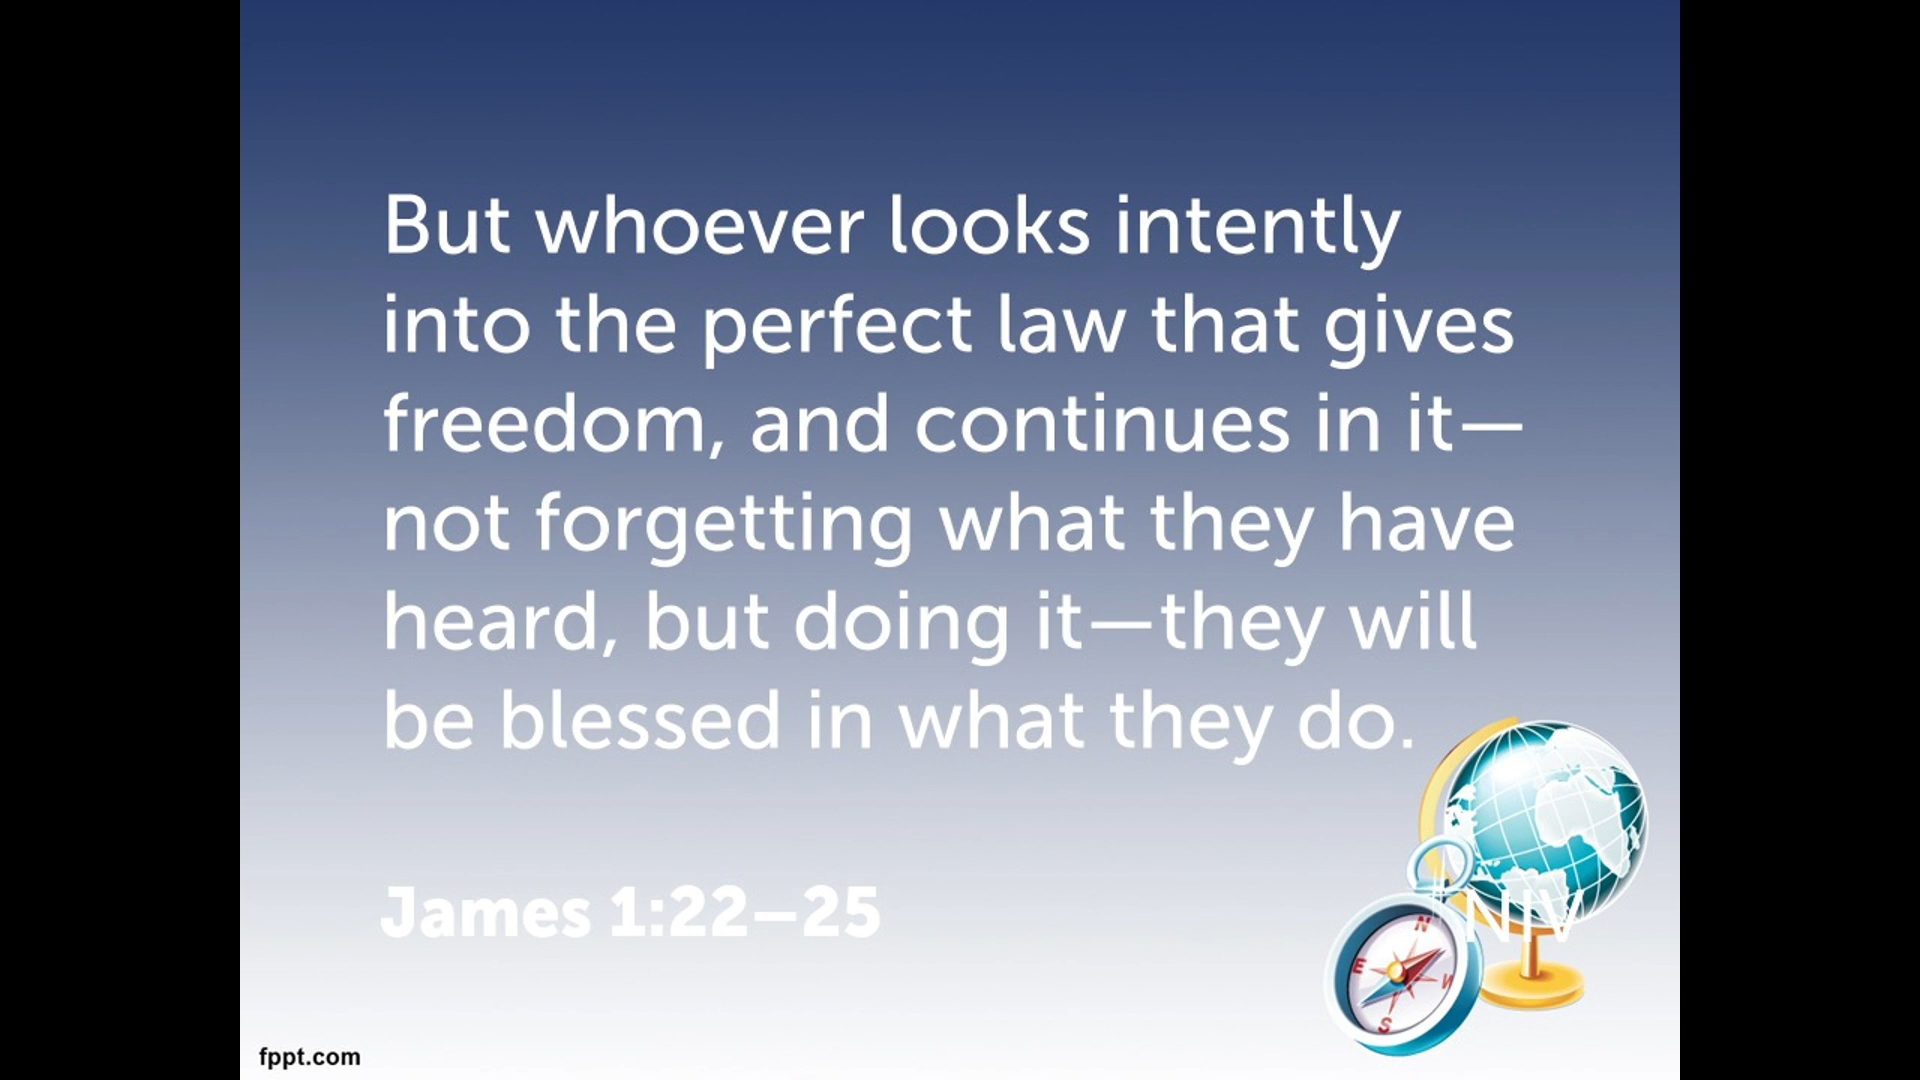 But whoever looks intently
into the perfect law that gives
freedom, and continues in it—
not forgetting what they have
heard, but doing it—they will
be blessed in what they do.
James 1:22–25
NIV
N
E
W
S
fppt.com